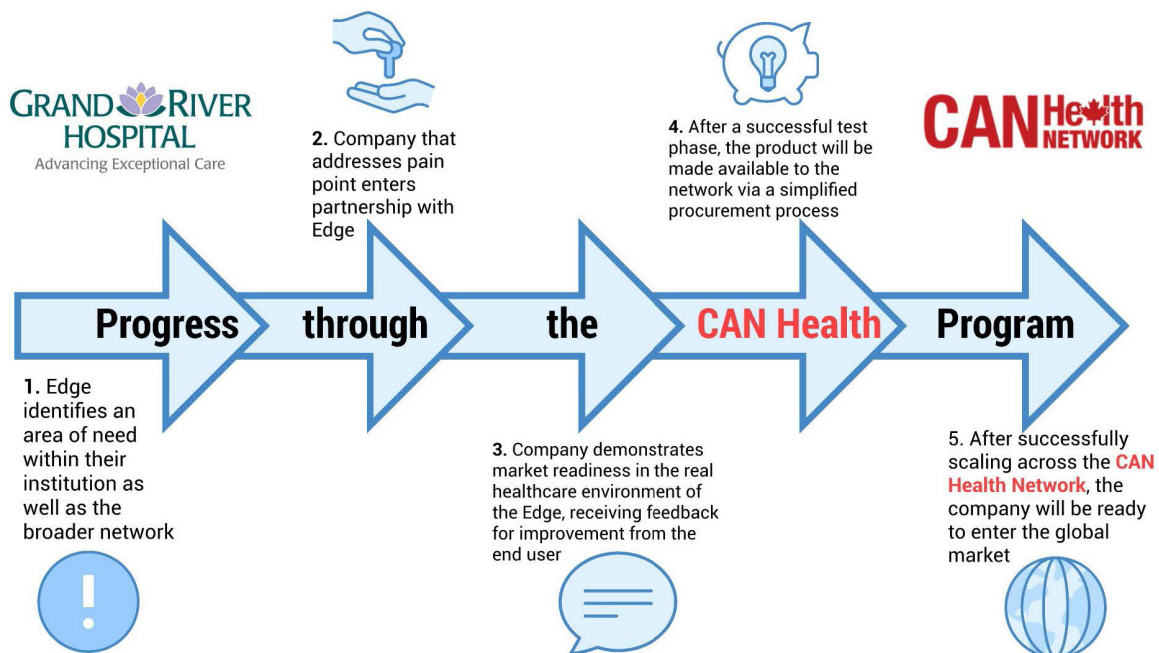 GRAND RIVER
HOSPITAL
Advancing Exceptional Care
2. Company that
addresses pain
point enters
partnership with
Edge
4. After a successful test
phase, the product will be
made available to the
network via a simplified
procurement process
CAN Health
NETWORK
Progress through the CAN Health Program
1. Edge
identifies an
area of need
within their
institution as
well as the
broader network
3. Company demonstrates
market readiness in the real
healthcare environment of
the Edge, receiving feedback
for improvement from the
end user
5. After successfully
scaling across the CAN
Health Network, the
company will be ready
to enter the global
market